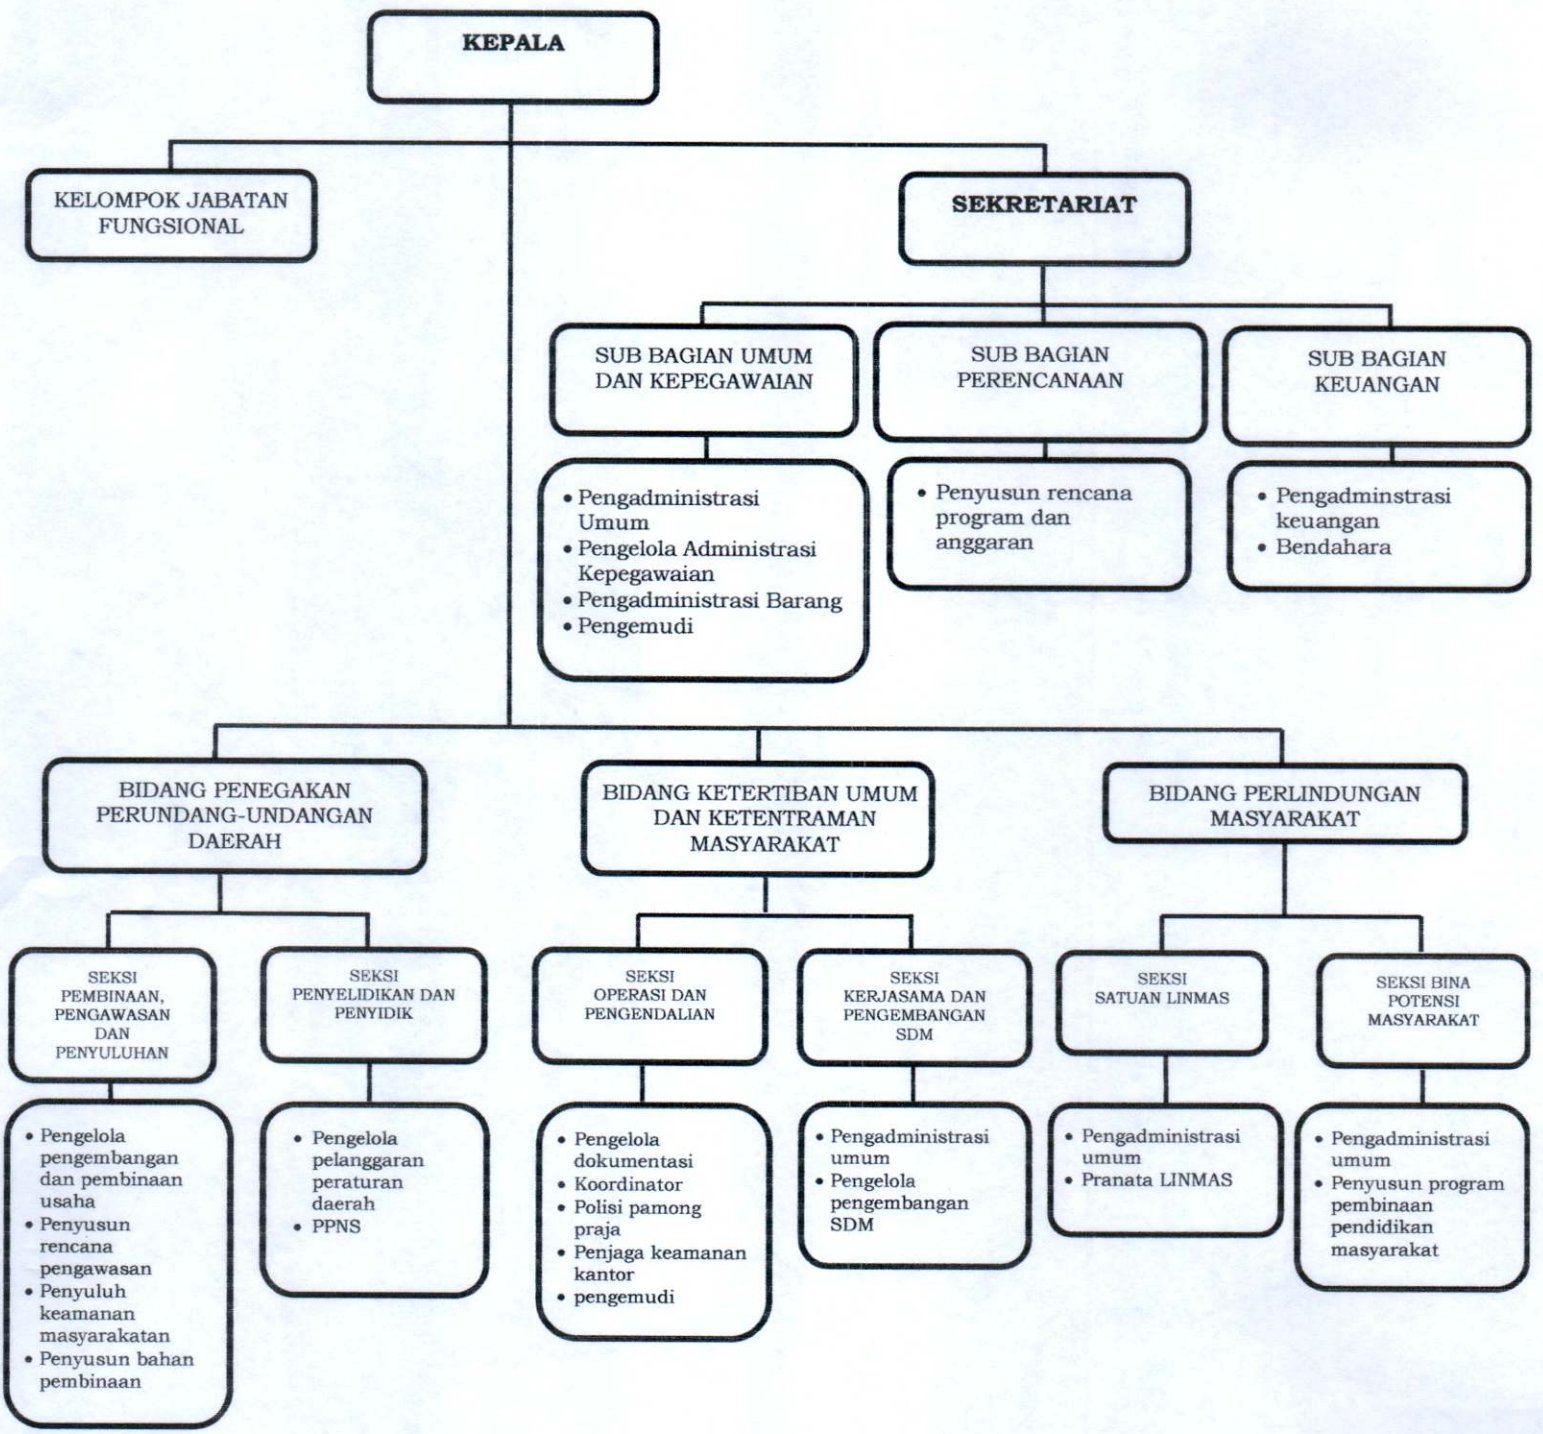 KEPALA
KELOMPOK JABATAN
FUNGSIONAL
SEKRETARIAT
SUB BAGIAN UMUM
DAN KEPEGAWAIAN
SUB BAGIAN
PERENCANAAN
SUB BAGIAN
KEUANGAN
• Pengadministrasi
Umum
• Pengelola Administrasi
Kepegawaian
• Pengadministrasi Barang
• Pengemudi
• Penyusun rencana
program dan
anggaran
• Pengadminstrasi
keuangan
• Bendahara
BIDANG PENEGAKAN
PERUNDANG-UNDANGAN
DAERAH
BIDANG KETERTIBAN UMUM
DAN KETENTRAMAN
MASYARAKAT
BIDANG PERLINDUNGAN
MASYARAKAT
SEKSI
PEMBINAAN,
PENGAWASAN
DAN
PENYULUHAN
SEKSI
PENYELIDIKAN DAN
PENYIDIK
SEKSI
OPERASI DAN
PENGENDALIAN
SEKSI
KERJASAMA DAN
PENGEMBANGAN
SDM
SEKSI
SATUAN LINMAS
SEKSI BINA
POTENSI
MASYARAKAT
• Pengelola
pengembangan
dan pembinaan
usaha
• Penyusun
rencana
pengawasan
• Penyuluh
keamanan
masyarakatan
• Penyusun bahan
pembinaan
• Pengelola
pelanggaran
peraturan
daerah
• PPNS
• Pengelola
dokumentasi
• Koordinator
• Polisi pamong
praja
• Penjaga keamanan
kantor
• pengemudi
• Pengadministrasi
umum
• Pengelola
pengembangan
SDM
• Pengadministrasi
umum
• Pranata LINMAS
• Pengadministrasi
umum
• Penyusun program
pembinaan
pendidikan
masyarakat